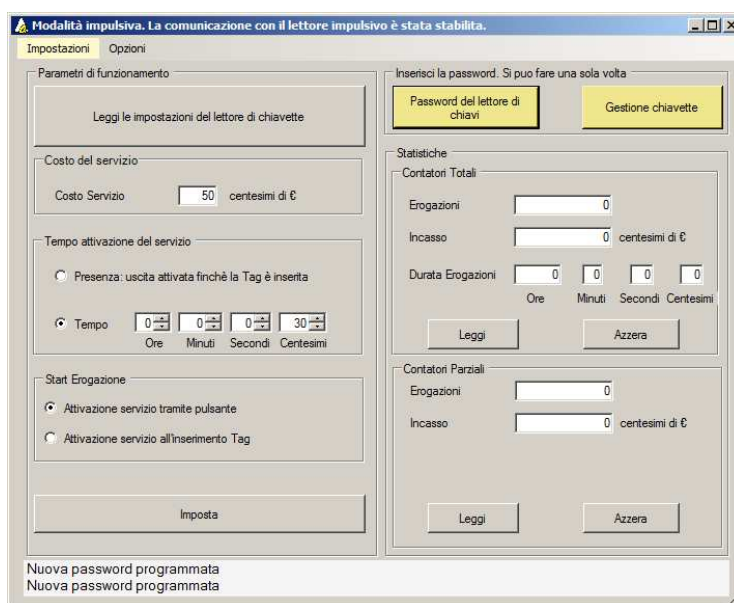 Modalità impulsiva. La comunicazione con il lettore impulsivo è stata stabilita.
Impostazioni Opzioni
Parametri di funzionamento
Leggi le impostazioni del lettore di chiavette
Costo del servizio
Costo Servizio 50 centesimi di €
Tempo attivazione del servizio
Presenza: uscita attivata finchè la Tag è inserita
Tempo 0 0 0 30
Ore Minuti Secondi Centesimi
Start Erogazione
Attivazione servizio tramite pulsante
Attivazione servizio all'inserimento Tag
Imposta
Inserisci la password. Si puo fare una sola volta
Password del lettore di
chiavi
Gestione chiavette
Statistiche
Contatori Totali
Erogazioni 0
Incasso 0 centesimi di €
Durata Erogazioni 0 0 0 0
Ore Minuti Secondi Centesimi
Leggi Azzera
Contatori Parziali
Erogazioni 0
Incasso 0 centesimi di €
Leggi Azzera
Nuova password programmata
Nuova password programmata